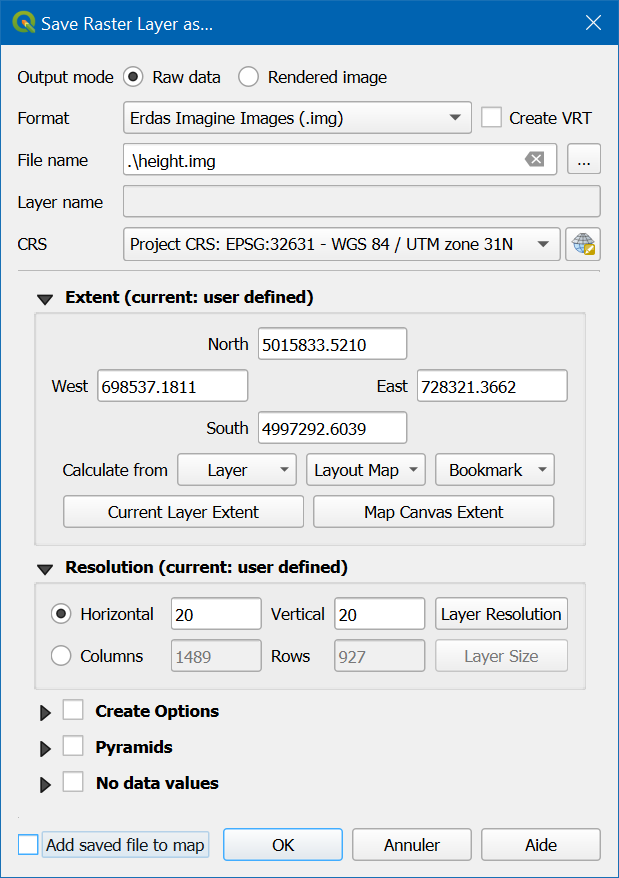 Save Raster Layer as...
Output mode Raw data Rendered image
Format Erdas Imagine Images (.img) Create VRT
File name .\height.img ...
Layer name
CRS Project CRS: EPSG:32631 - WGS 84 / UTM zone 31N
Extent (current: user defined)
North 5015833.5210
West 698537.1811 East 728321.3662
South 4997292.6039
Calculate from Layer Layout Map Bookmark
Current Layer Extent Map Canvas Extent
Resolution (current: user defined)
Horizontal 20 Vertical 20 Layer Resolution
Columns 1489 Rows 927 Layer Size
Create Options
Pyramids
No data values
Add saved file to map OK Annuler Aide